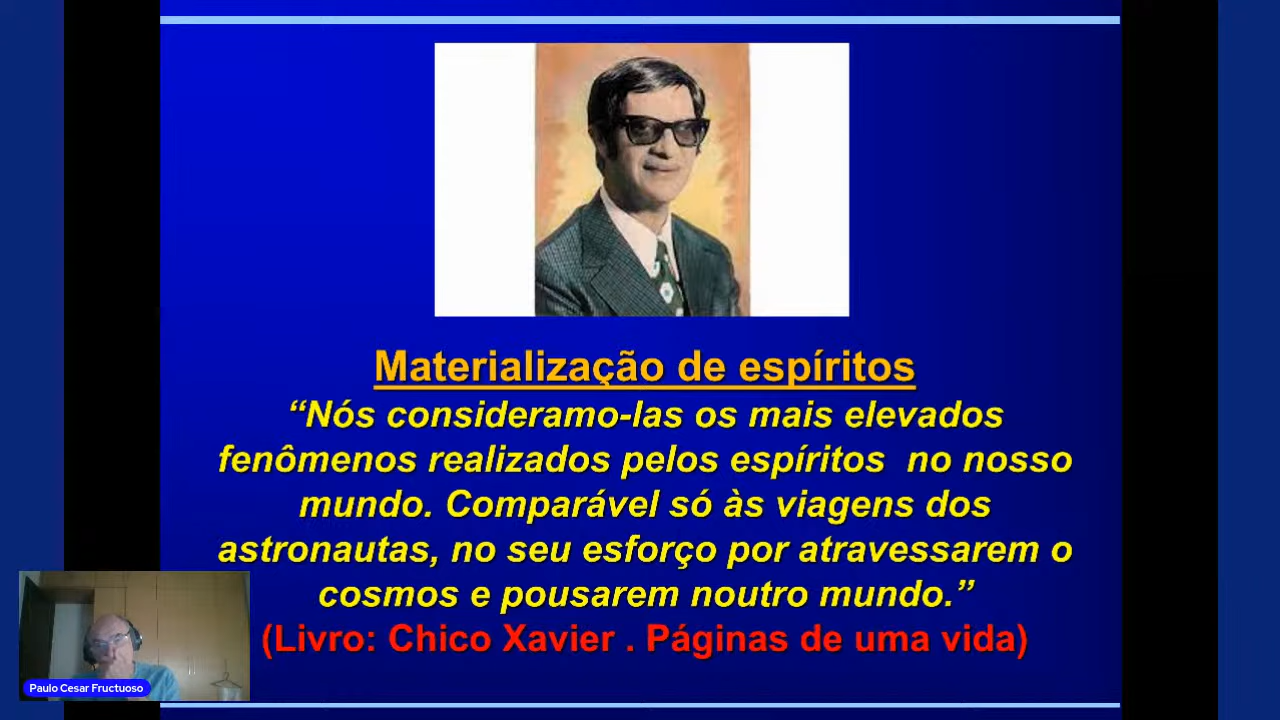 Materialização de espíritos
“Nós consideramo-las os mais elevados
fenômenos realizados pelos espíritos no nosso
mundo. Comparável só às viagens dos
astronautas, no seu esforço por atravessarem o
cosmos e pousarem noutro mundo.”
(Livro: Chico Xavier . Páginas de uma vida)
Paulo Cesar Fructuoso